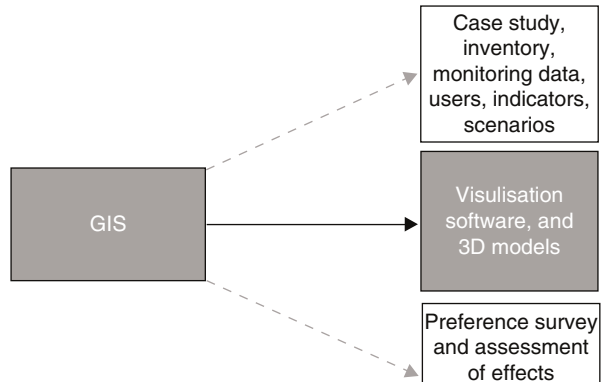 Case study,
inventory,
monitoring data,
users, indicators,
scenarios
GIS
Visulisation
software, and
3D models
Preference survey
and assessment
of effects